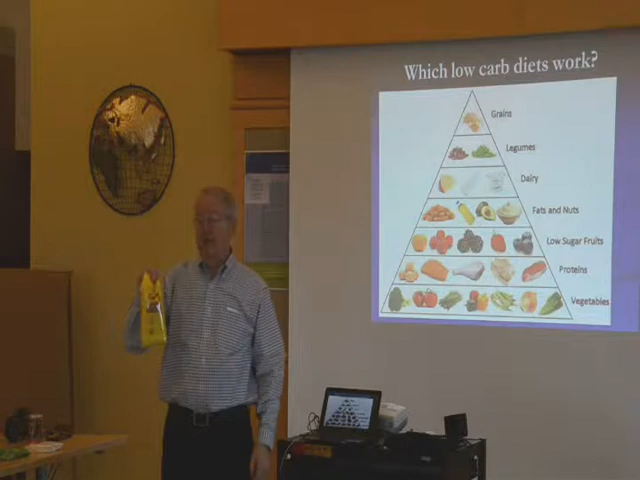 Which low carb diets work?
Grains
Legumes
Dairy
Fats and Nuts
Low Sugar Fruits
Proteins
Vegetables